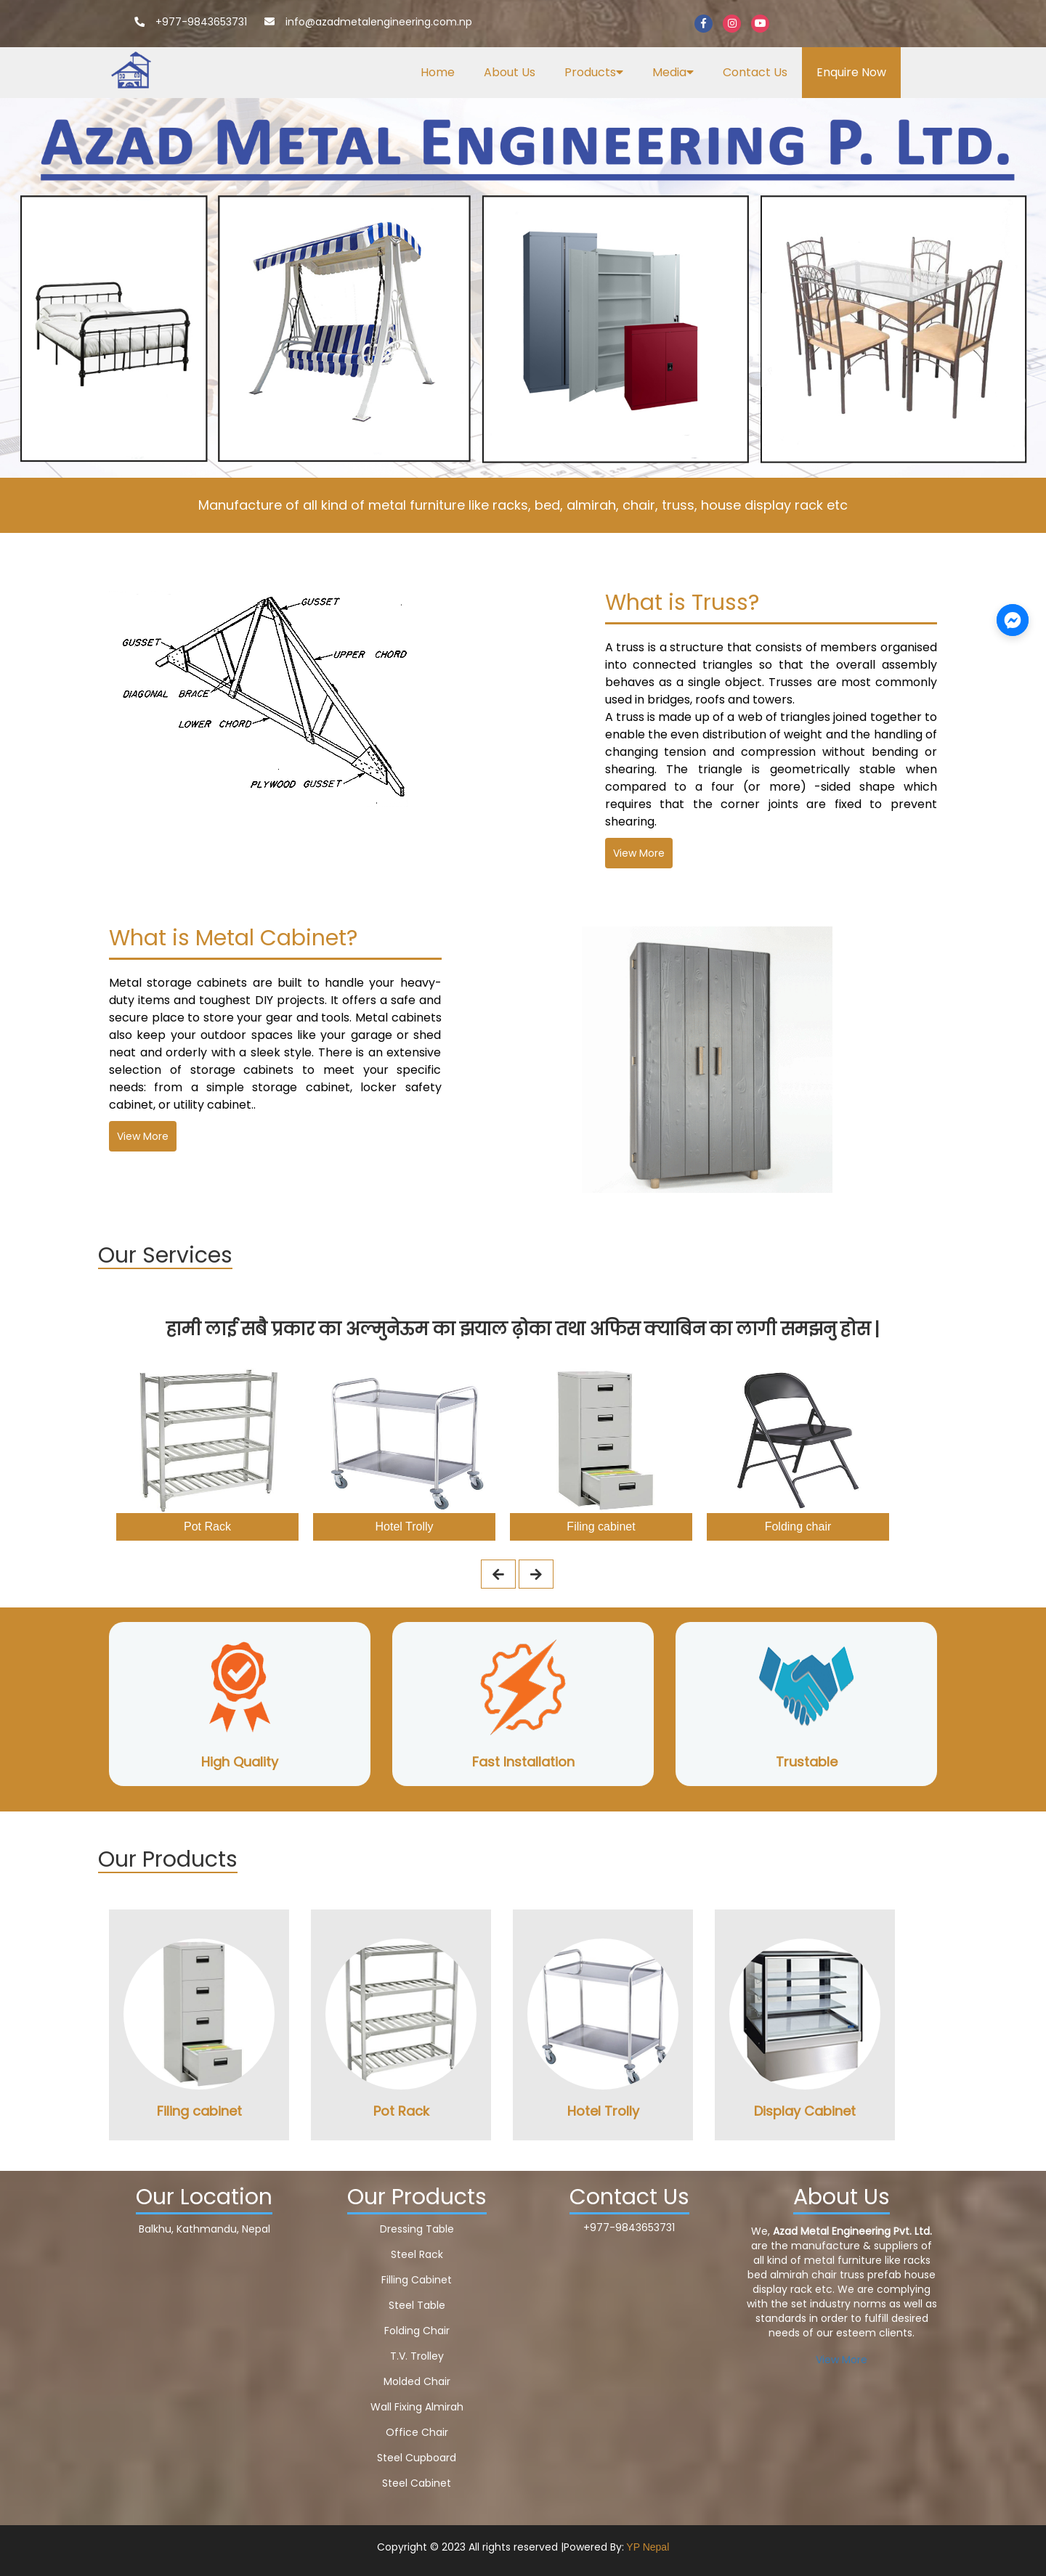 +977-9843653731 info@azadmetalengineering.com.np
Home About Us Products Media Contact Us Enquire Now
AZAD METAL ENGINEERING P. LTD.
Manufacture of all kind of metal furniture like racks, bed, almirah, chair, truss, house display rack etc
GUSSET
GUSSET
UPPER CHORD
DIAGONAL BRACE
LOWER CHORD
PLYWOOD GUSSET
What is Truss?
A truss is a structure that consists of members organised
into connected triangles so that the overall assembly
behaves as a single object. Trusses are most commonly
used in bridges, roofs and towers.
A truss is made up of a web of triangles joined together to
enable the even distribution of weight and the handling of
changing tension and compression without bending or
shearing. The triangle is geometrically stable when
compared to a four (or more) -sided shape which
requires that the corner joints are fixed to prevent
shearing.
View More
What is Metal Cabinet?
Metal storage cabinets are built to handle your heavy-
duty items and toughest DIY projects. It offers a safe and
secure place to store your gear and tools. Metal cabinets
also keep your outdoor spaces like your garage or shed
neat and orderly with a sleek style. There is an extensive
selection of storage cabinets to meet your specific
needs: from a simple storage cabinet, locker safety
cabinet, or utility cabinet..
View More
Our Services
हामी लाई सबै प्रकार का अल्मुनेऊम का झयाल ढ़ोका तथा अफिस क्याबिन का लागी समझनु होस |
Pot Rack Hotel Trolly Filing cabinet Folding chair
High Quality Fast Installation Trustable
Our Products
Filing cabinet Pot Rack Hotel Trolly Display Cabinet
Our Location
Balkhu, Kathmandu, Nepal
Our Products
Dressing Table
Steel Rack
Filling Cabinet
Steel Table
Folding Chair
T.V. Trolley
Molded Chair
Wall Fixing Almirah
Office Chair
Steel Cupboard
Steel Cabinet
Contact Us
+977-9843653731
About Us
We, Azad Metal Engineering Pvt. Ltd.
are the manufacture & suppliers of
all kind of metal furniture like racks
bed almirah chair truss prefab house
display rack etc. We are complying
with the set industry norms as well as
standards in order to fulfill desired
needs of our esteem clients.
Copyright © 2023 All rights reserved |Powered By: YP Nepal